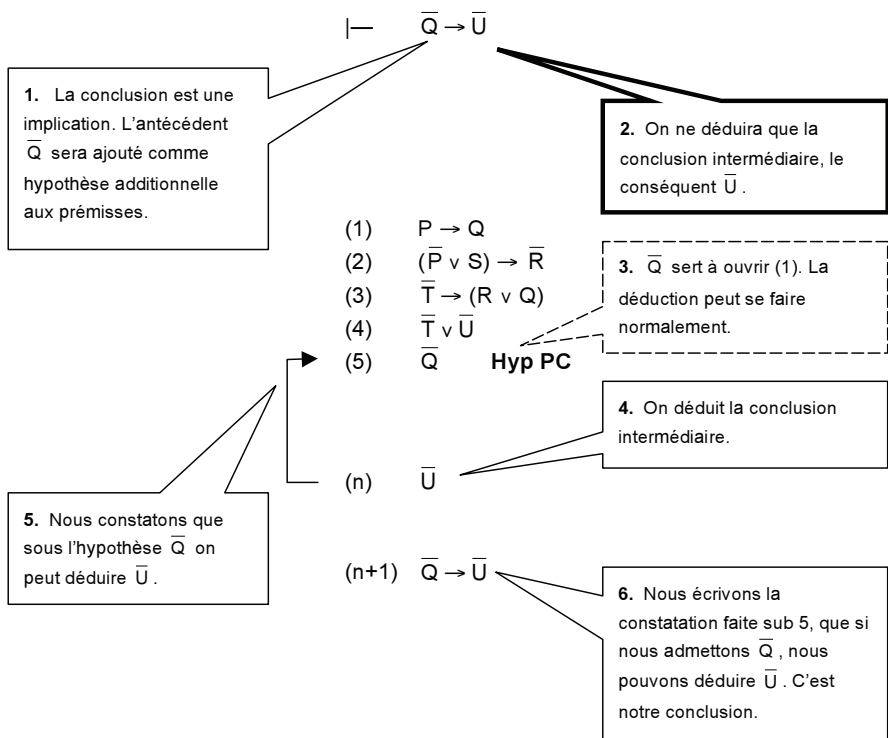 |— Q̅ → U̅
1. La conclusion est une
implication. L'antécédent
Q̅ sera ajouté comme
hypothèse additionnelle
aux prémisses.
2. On ne déduira que la
conclusion intermédiaire, le
conséquent U̅ .
(1) P → Q
(2) (P̅ v S) → R̅
(3) T̅ → (R v Q)
(4) T̅ v U̅
(5) Q̅ Hyp PC
3. Q̅ sert à ouvrir (1). La
déduction peut se faire
normalement.
4. On déduit la conclusion
intermédiaire.
(n) U̅
5. Nous constatons que
sous l'hypothèse Q̅ on
peut déduire U̅ .
(n+1) Q̅ → U̅
6. Nous écrivons la
constatation faite sub 5, que si
nous admettons Q̅ , nous
pouvons déduire U̅ . C'est
notre conclusion.